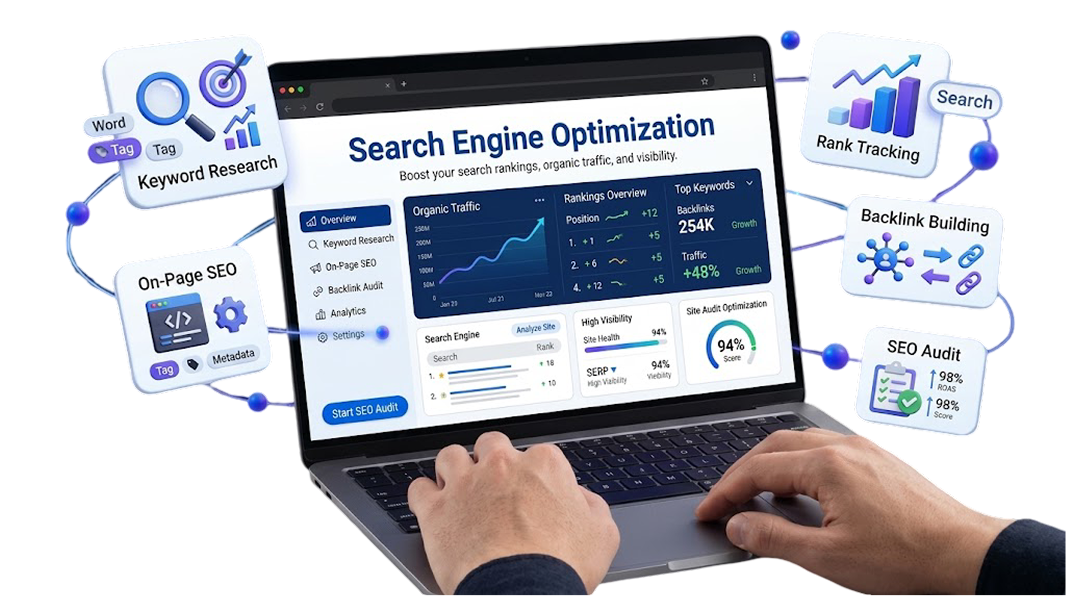 Word
Tag
Tag
Keyword Research
On-Page SEO
Tag
Metadata
Search Engine Optimization
Boost your search rankings, organic traffic, and visibility.
Overview
Keyword Research
On-Page SEO
Backlink Audit
Analytics
Settings
Start SEO Audit
Organic Traffic
250M
200M
150M
100M
50M
0
Jan 23
Jul 21
Nov 22
Rankings Overview
Position +12
1. + 1 +5
2. + 6 +5
4. + 12 +5
Top Keywords
Backlinks
254K Growth
Traffic
+48% Growth
Search Engine
Analyze Site
Search Rank
1. + 18
2. + 10
High Visibility
Site Health 94%
SERP 94%
High Visibility
Site Audit Optimization
94%
Score
Search
Rank Tracking
Backlink Building
SEO Audit
98%
ROAS
98%
Score